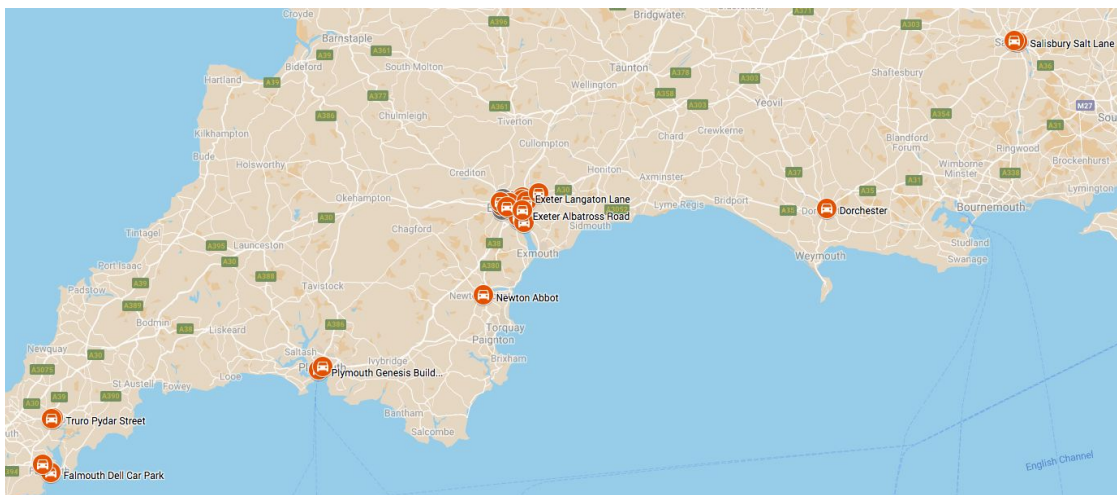 Croyde
A396
Bridgwater
A371
A303
Barnstaple
A39
A361
Salisbury Salt Lane
Bideford
South Molton
Taunton
A36
A378
Hartland
A39
Wellington
A303
Shaftesbury
A377
A358
A303
Yeovil
A361
M27
A386
Chulmleigh
Tiverton
A354
Kilkhampton
Cullompton
Chard
Crewkerne
Blandford
Forum
A31
Ringwood
Bude
Holsworthy
Crediton
Honiton
Axminster
A37
Wimborne
Minster
A338
Brockenhurst
Okehampton
A30
Exeter Langaton Lane
A35
A31
Lymington
Lyme Regis
Bridport
A35
Dorchester
Bournemouth
A30
Exeter Albatross Road
A3052
Sidmouth
Tintagel
Chagford
A395
Launceston
A38
Exmouth
Weymouth
Studland
Swanage
Port Isaac
A30
A380
A388
Padstow
A39
Tavistock
Newton Abbot
A389
Bodmin
A38
Liskeard
A386
Torquay
Paignton
Newquay
A30
Saltash
Ivybridge
Brixham
A3075
Plymouth Genesis Build...
St Austell
Looe
Fowey
A30
A39
A390
Bantham
Truro Pydar Street
Salcombe
English Channel
A394
Falmouth Dell Car Park